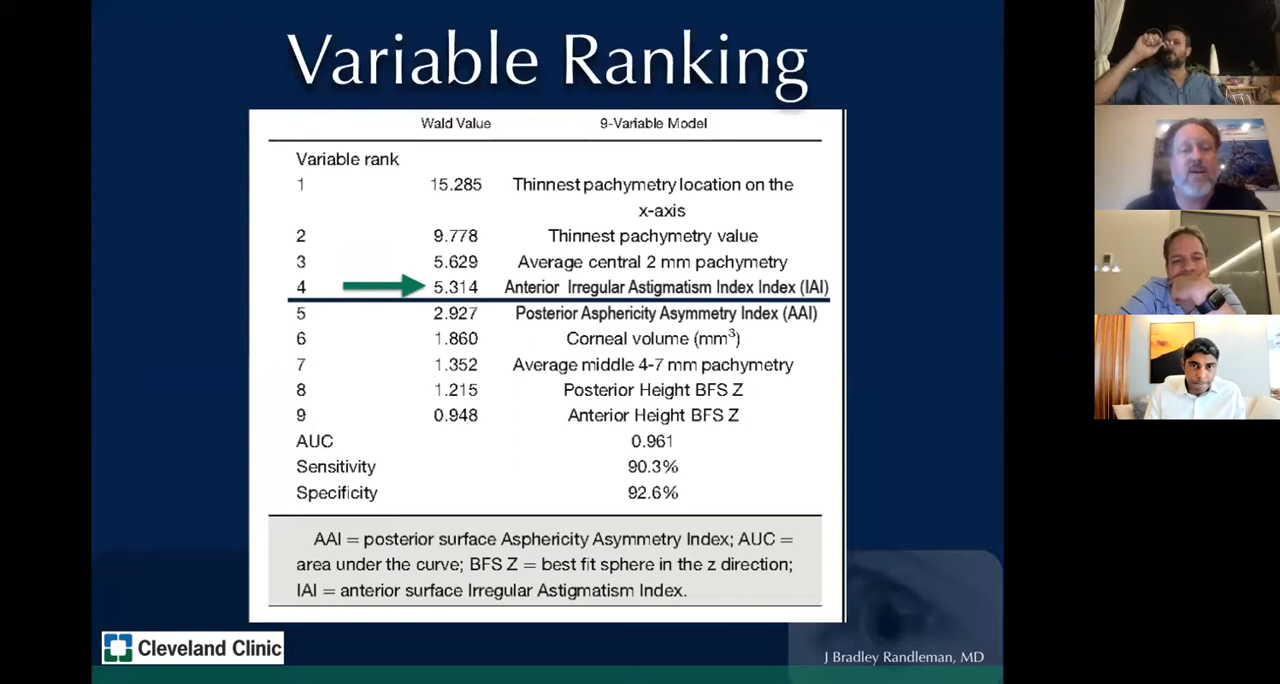 Variable Ranking
Wald Value 9-Variable Model
Variable rank
1 15.285 Thinnest pachymetry location on the
x-axis
2 9.778 Thinnest pachymetry value
3 5.629 Average central 2 mm pachymetry
4 5.314 Anterior Irregular Astigmatism Index Index (IAI)
5 2.927 Posterior Asphericity Asymmetry Index (AAI)
6 1.860 Corneal volume (mm³)
7 1.352 Average middle 4-7 mm pachymetry
8 1.215 Posterior Height BFS Z
9 0.948 Anterior Height BFS Z
AUC 0.961
Sensitivity 90.3%
Specificity 92.6%
AAI = posterior surface Asphericity Asymmetry Index; AUC =
area under the curve; BFS Z = best fit sphere in the z direction;
IAI = anterior surface Irregular Astigmatism Index.
Cleveland Clinic
J Bradley Randleman, MD